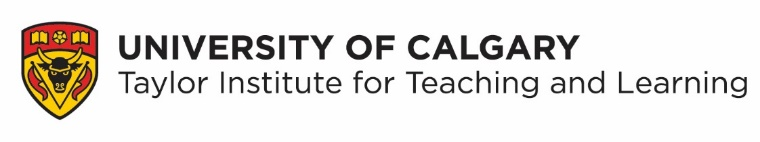 UNIVERSITY OF CALGARY
Taylor Institute for Teaching and Learning